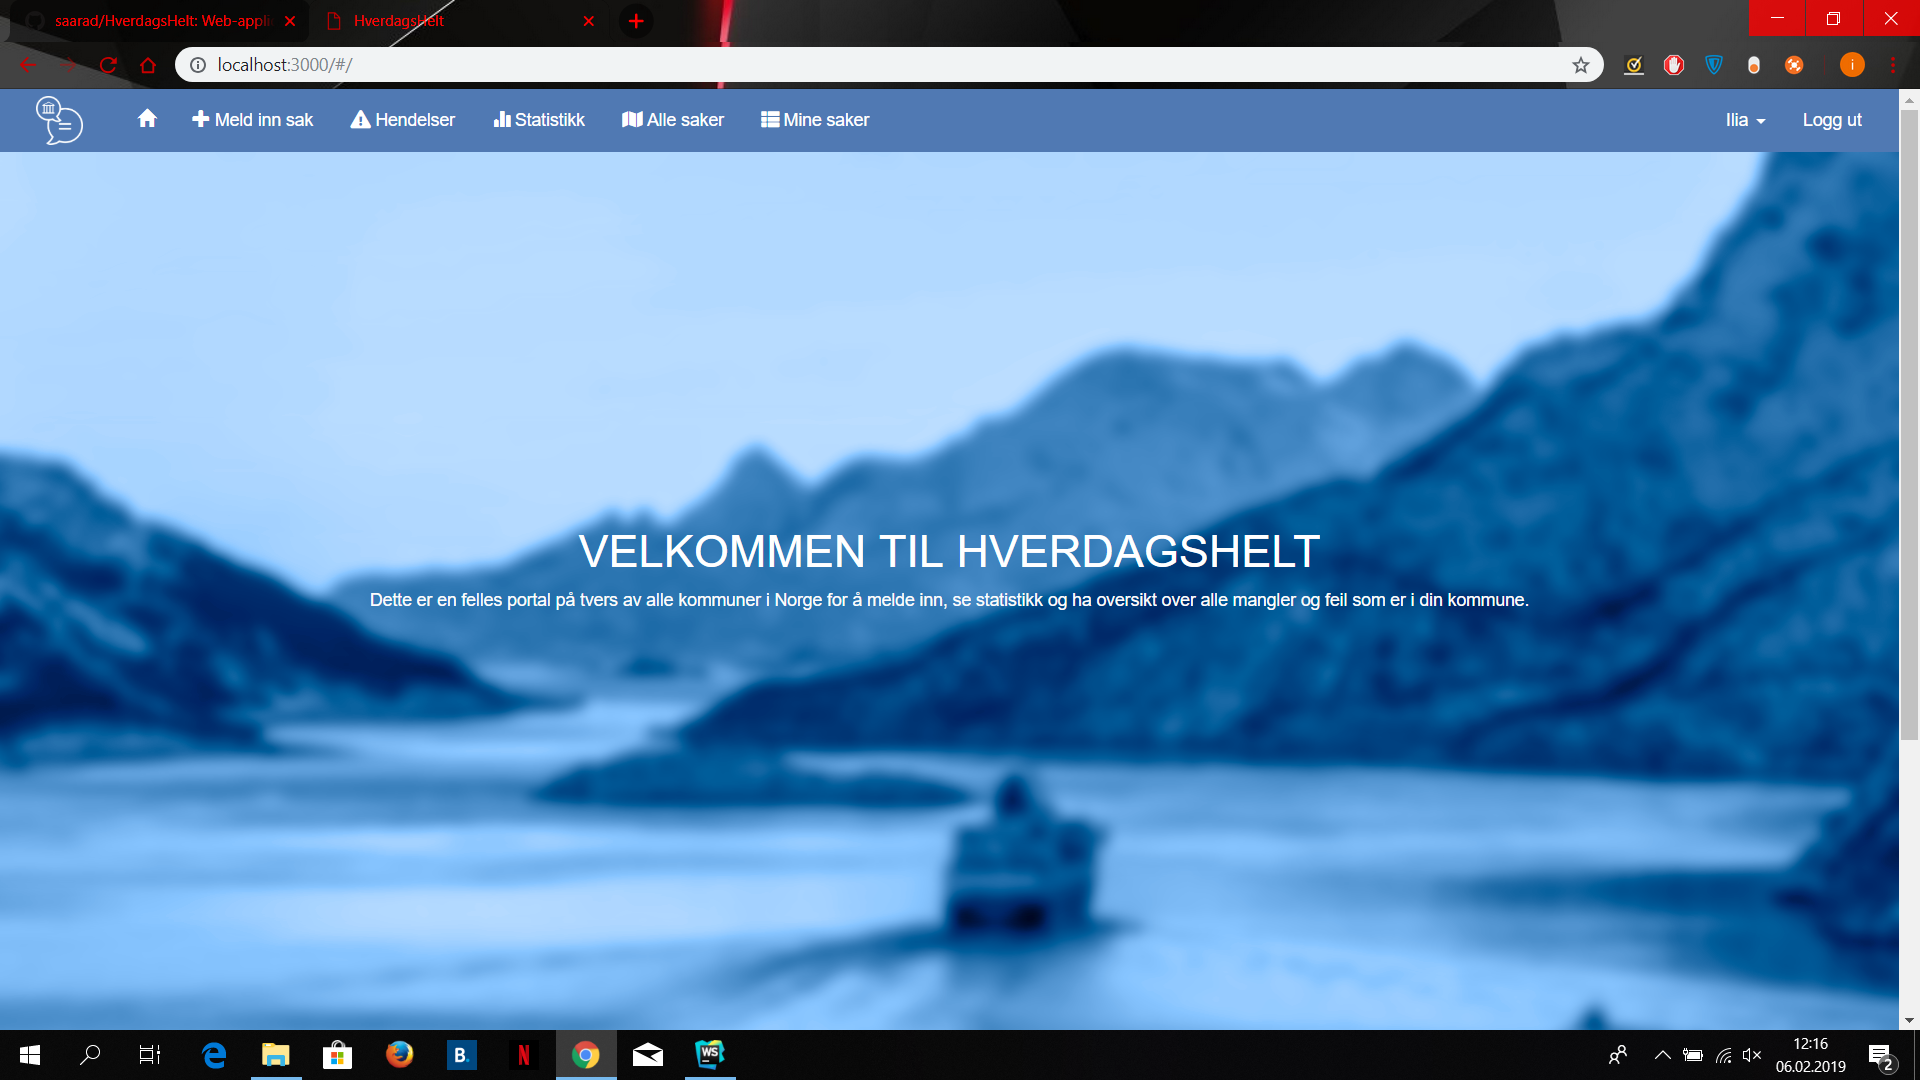 saarad/HverdagsHelt: Web-appli
HverdagsHelt
localhost:3000/#/
i
Meld inn sak
Hendelser
Statistikk
Alle saker
Mine saker
Ilia
Logg ut
VELKOMMEN TIL HVERDAGSHELT
Dette er en felles portal på tvers av alle kommuner i Norge for å melde inn, se statistikk og ha oversikt over alle mangler og feil som er i din kommune.
B.
N
WS
12:16
06.02.2019
2